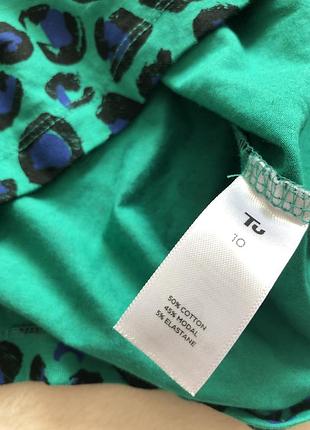 Tu
10
50% COTTON
45% MODAL
5% ELASTANE